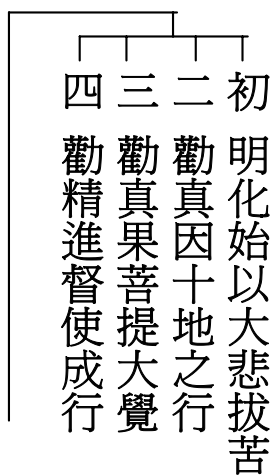 初　明化始以大悲拔苦
二　勸真因十地之行
三　勸真果菩提大覺
四　勸精進督使成行